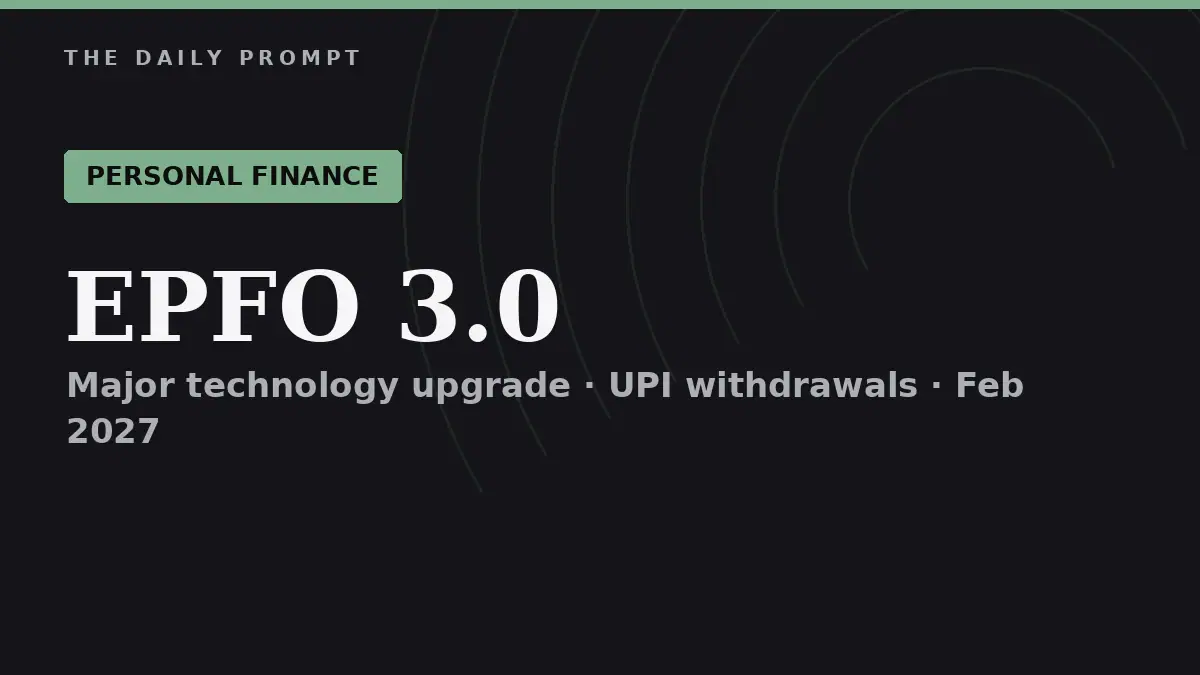 THE DAILY PROMPT
PERSONAL FINANCE
EPFO 3.0
Major technology upgrade · UPI withdrawals · Feb
2027